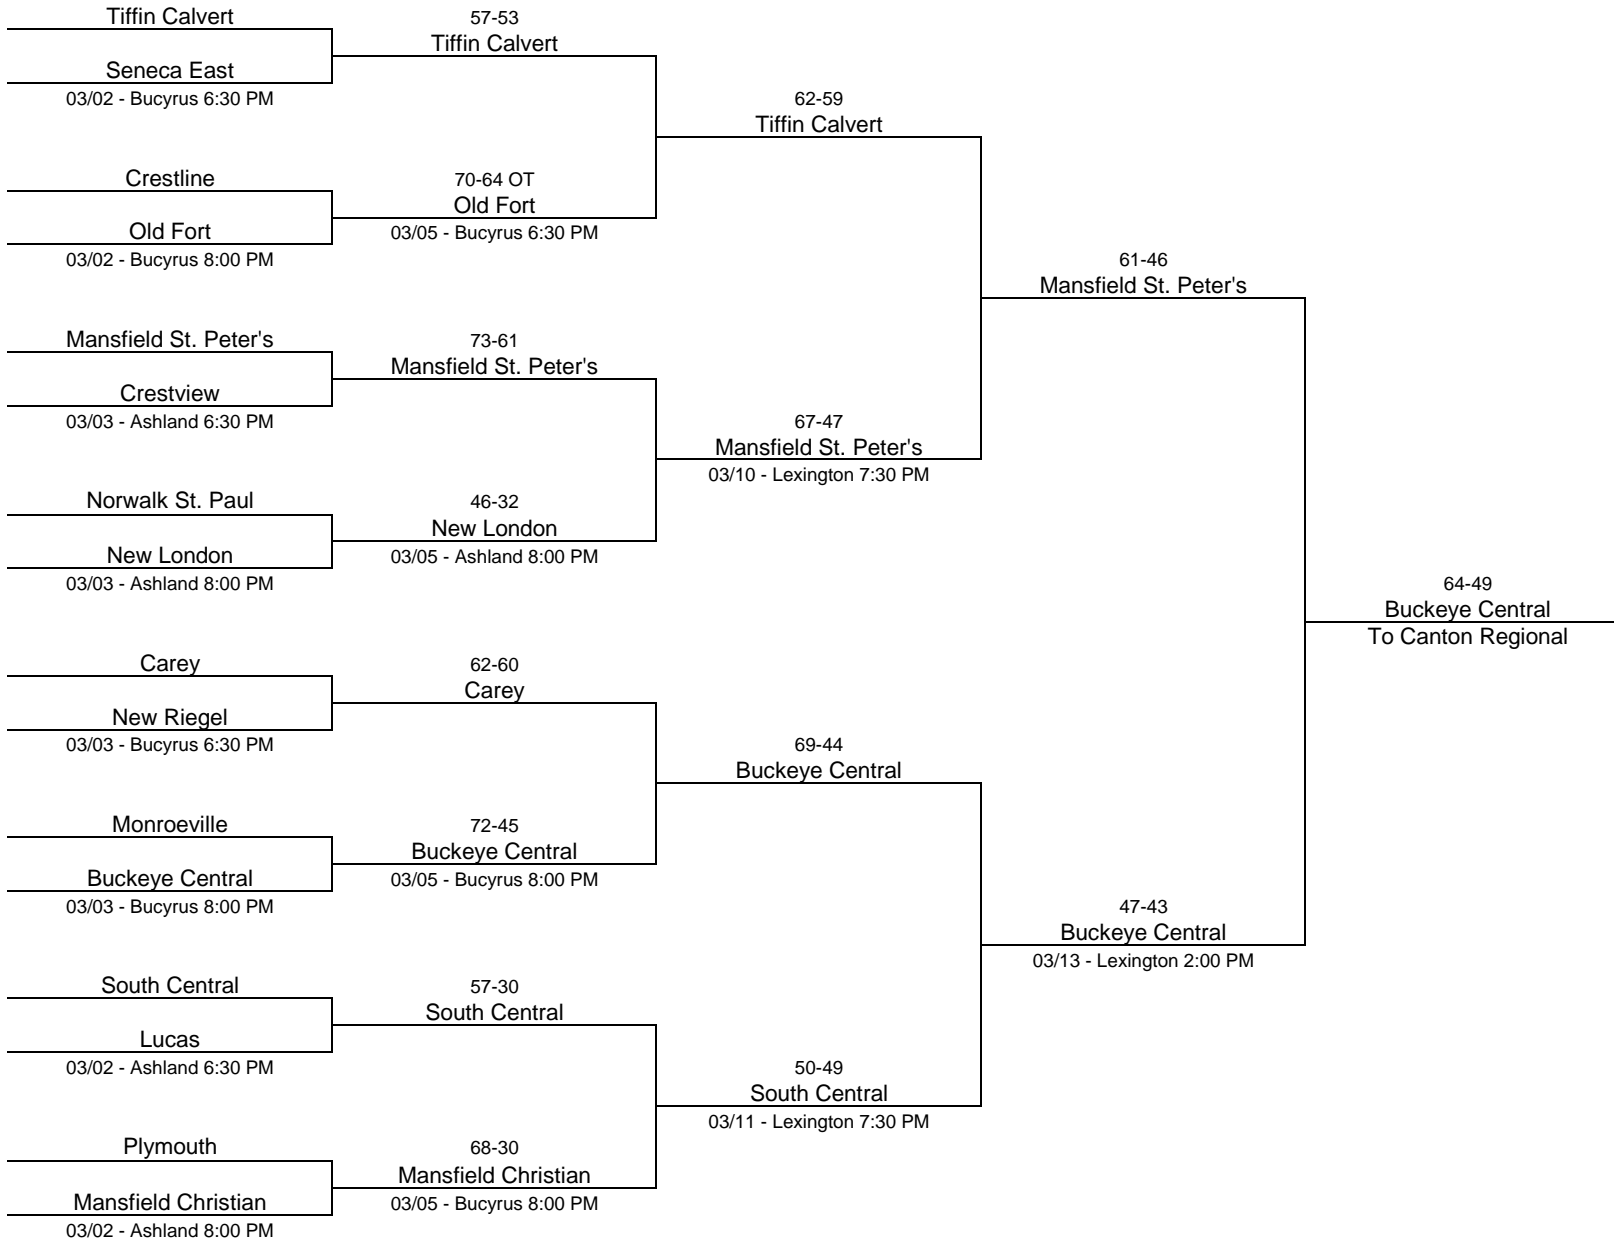 Tiffin Calvert
Seneca East
03/02 - Bucyrus 6:30 PM
Crestline
Old Fort
03/02 - Bucyrus 8:00 PM
Mansfield St. Peter's
Crestview
03/03 - Ashland 6:30 PM
Norwalk St. Paul
New London
03/03 - Ashland 8:00 PM
Carey
New Riegel
03/03 - Bucyrus 6:30 PM
Monroeville
Buckeye Central
03/03 - Bucyrus 8:00 PM
South Central
Lucas
03/02 - Ashland 6:30 PM
Plymouth
Mansfield Christian
03/02 - Ashland 8:00 PM
57-53
Tiffin Calvert
70-64 OT
Old Fort
03/05 - Bucyrus 6:30 PM
73-61
Mansfield St. Peter's
46-32
New London
03/05 - Ashland 8:00 PM
62-60
Carey
72-45
Buckeye Central
03/05 - Bucyrus 8:00 PM
57-30
South Central
68-30
Mansfield Christian
03/05 - Bucyrus 8:00 PM
62-59
Tiffin Calvert
67-47
Mansfield St. Peter's
03/10 - Lexington 7:30 PM
69-44
Buckeye Central
50-49
South Central
03/11 - Lexington 7:30 PM
61-46
Mansfield St. Peter's
47-43
Buckeye Central
03/13 - Lexington 2:00 PM
64-49
Buckeye Central
To Canton Regional